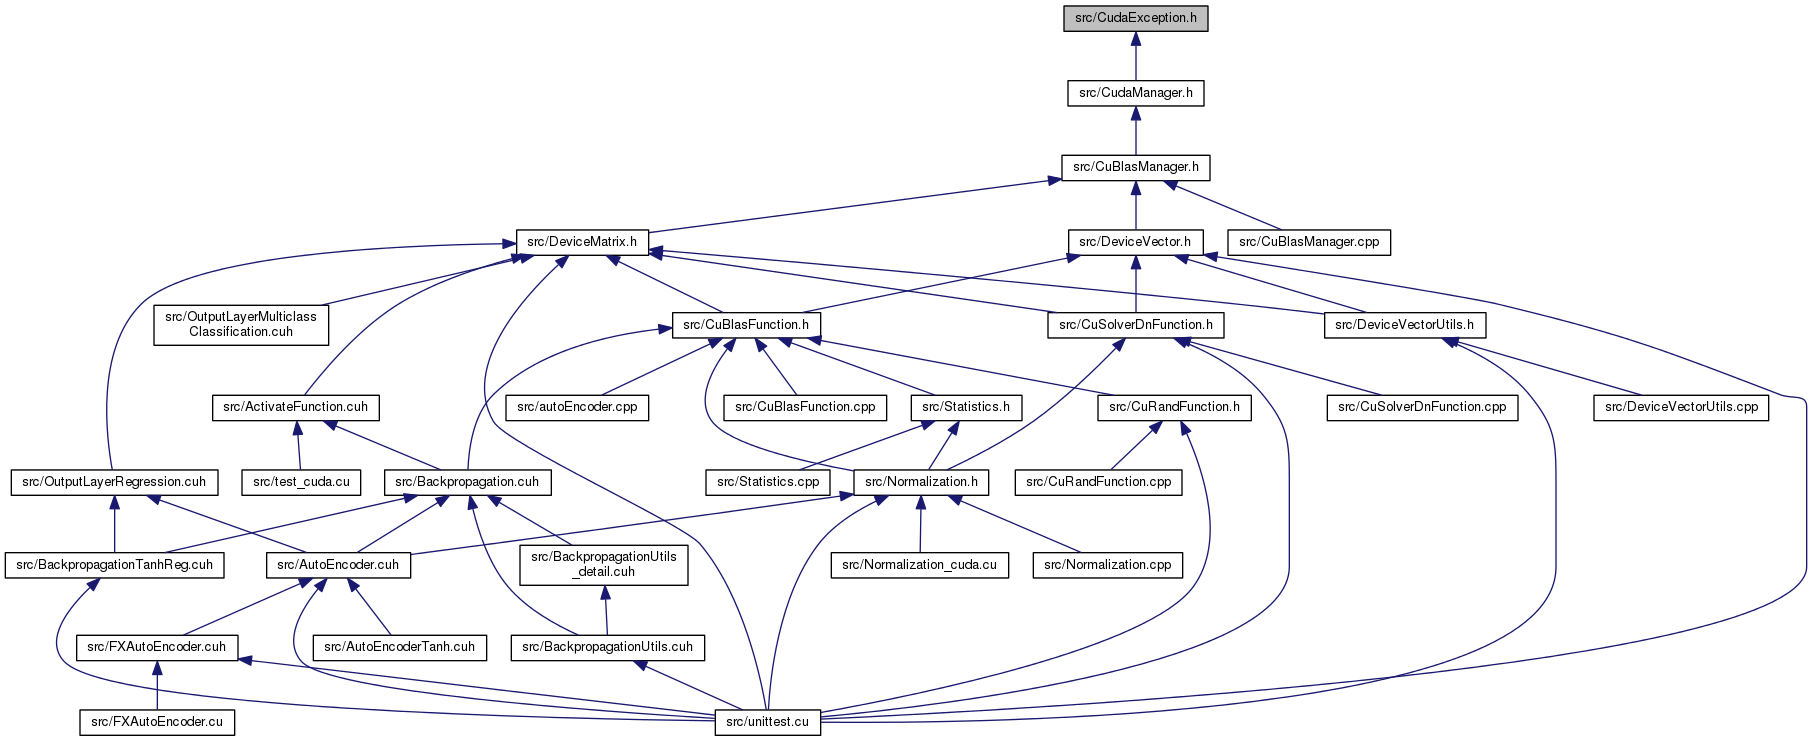 src/CudaException.h
src/CudaManager.h
src/CuBlasManager.h
src/DeviceMatrix.h
src/DeviceVector.h
src/CuBlasManager.cpp
src/OutputLayerMulticlass
Classification.cuh
src/CuBlasFunction.h
src/CuSolverDnFunction.h
src/DeviceVectorUtils.h
src/ActivateFunction.cuh
src/autoEncoder.cpp
src/CuBlasFunction.cpp
src/Statistics.h
src/CuRandFunction.h
src/CuSolverDnFunction.cpp
src/DeviceVectorUtils.cpp
src/OutputLayerRegression.cuh
src/test_cuda.cu
src/Backpropagation.cuh
src/Statistics.cpp
src/Normalization.h
src/CuRandFunction.cpp
src/BackpropagationTanhReg.cuh
src/AutoEncoder.cuh
src/BackpropagationUtils
_detail.cuh
src/Normalization_cuda.cu
src/Normalization.cpp
src/FXAutoEncoder.cuh
src/AutoEncoderTanh.cuh
src/BackpropagationUtils.cuh
src/FXAutoEncoder.cu
src/unittest.cu